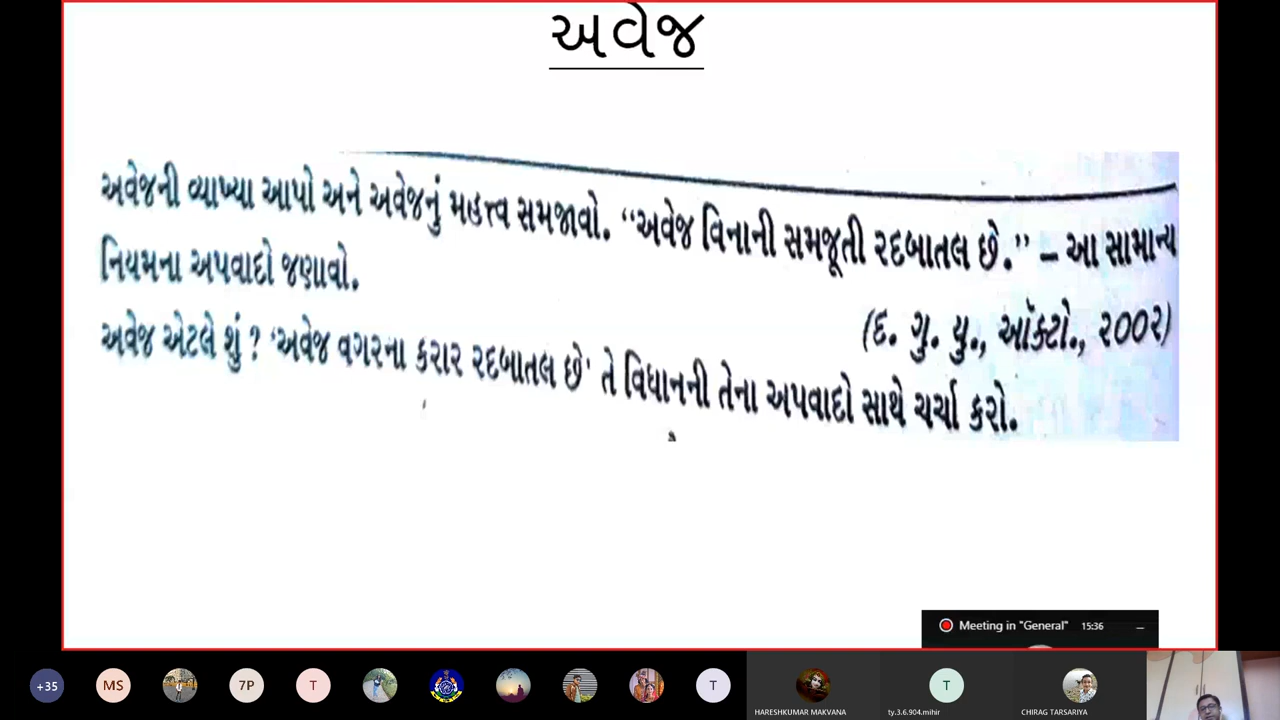 અવેજ
અવેજની વ્યાખ્યા આપો અને અવેજનું મહત્ત્વ સમજાવો. “અવેજ વિનાની સમજૂતી રદબાતલ છે.” – આ સામાન્ય
નિયમના અપવાદો જણાવો.
(દ. ગુ. યુ., ઑક્ટો., ૨૦૦૨)
અવેજ એટલે શું ? ‘અવેજ વગરના કરાર રદબાતલ છે’ તે વિધાનની તેના અપવાદો સાથે ચર્ચા કરો.
Meeting in "General" 15:36
+35 MS 7P T T T
HARESHKUMAR MAKVANA ty.3.6.904.mihir CHIRAG TARSARIYA